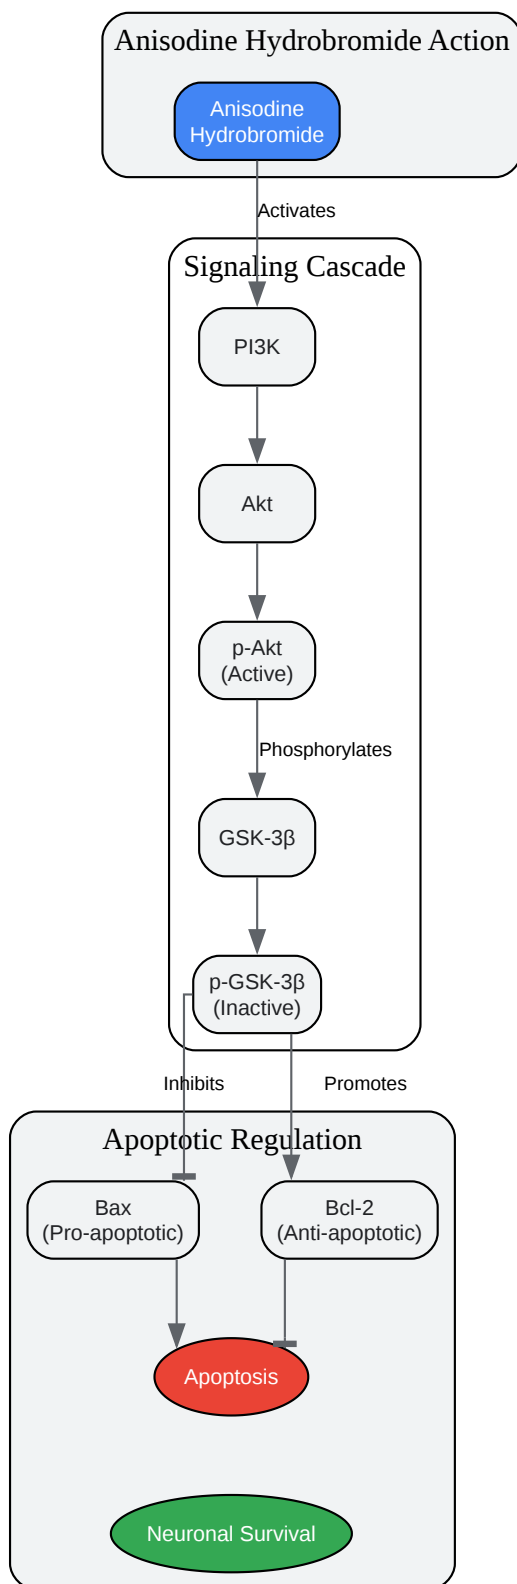 Anisodine Hydrobromide Action
Anisodine
Hydrobromide
Activates
Signaling Cascade
PI3K
Akt
p-Akt
(Active)
Phosphorylates
GSK-3β
p-GSK-3β
(Inactive)
Inhibits
Promotes
Apoptotic Regulation
Bax
(Pro-apoptotic)
Bcl-2
(Anti-apoptotic)
Apoptosis
Neuronal Survival